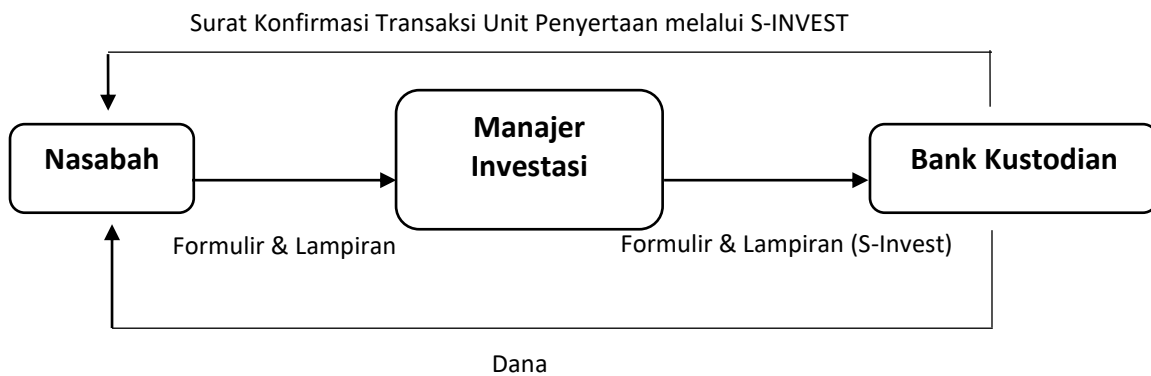 Surat Konfirmasi Transaksi Unit Penyertaan melalui S-INVEST
Nasabah
Manajer
Investasi
Bank Kustodian
Formulir & Lampiran
Formulir & Lampiran (S-Invest)
Dana